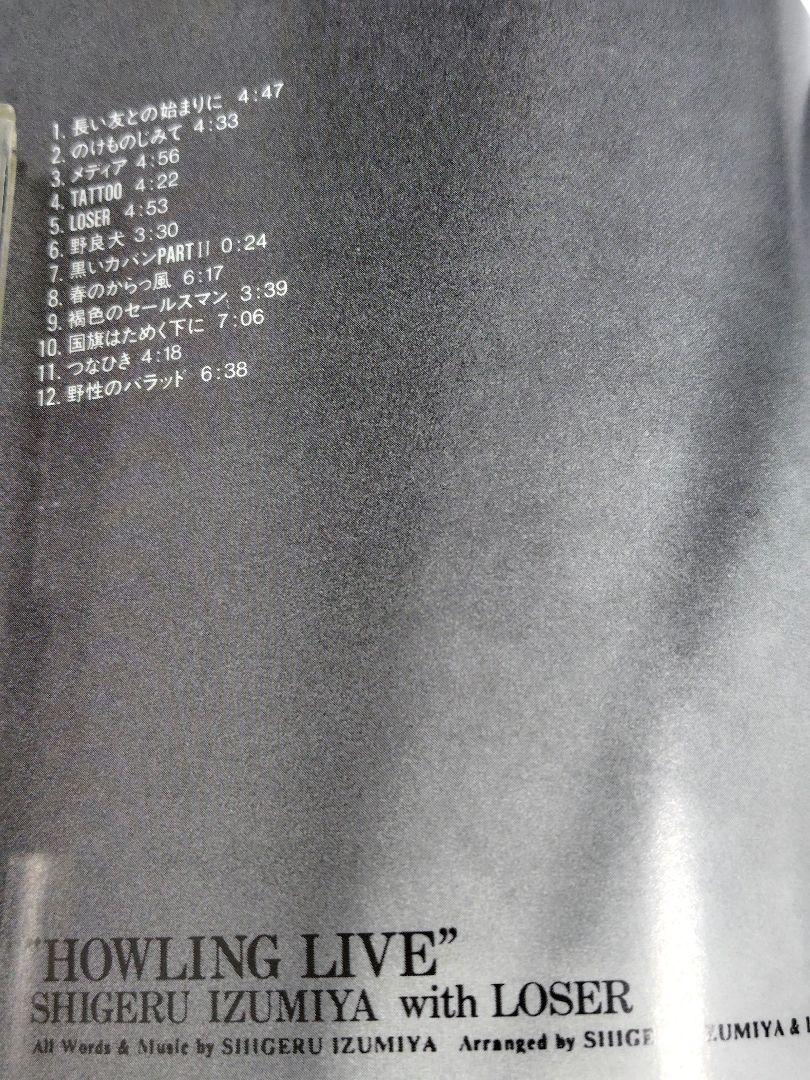 1. 長い友との始まりに 4:47
2. のけものじみて 4:33
3. メディア 4:56
4. TATTOO 4:22
5. LOSER 4:53
6. 野良犬 3:30
7. 黒いカバンPART II 0:24
8. 春のからっ風 6:17
9. 褐色のセールスマン 3:39
10. 国旗はためく下に 7:06
11. つなひき 4:18
12. 野性のバラッド 6:38
"HOWLING LIVE"
SHIGERU IZUMIYA with LOSER
All Words & Music by SHIGERU IZUMIYA Arranged by SHIGE ZUMIYA &